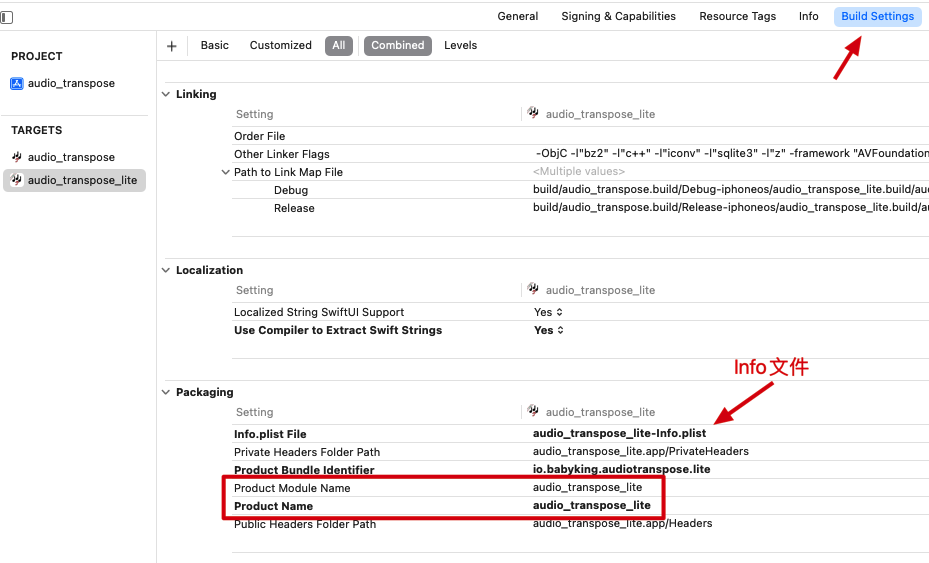 General Signing & Capabilities Resource Tags Info Build Settings
Basic Customized All Combined Levels
PROJECT
audio_transpose
TARGETS
audio_transpose
audio_transpose_lite
Linking
Setting audio_transpose_lite
Order File
Other Linker Flags -ObjC -l"bz2" -l"c++" -l"iconv" -l"sqlite3" -l"z" -framework "AVFoundation
Path to Link Map File <Multiple values>
Debug build/audio_transpose.build/Debug-iphoneos/audio_transpose_lite.build/au
Release build/audio_transpose.build/Release-iphoneos/audio_transpose_lite.build/a
Localization
Setting audio_transpose_lite
Localized String SwiftUI Support Yes
Use Compiler to Extract Swift Strings Yes
Info文件
Packaging
Setting audio_transpose_lite
Info.plist File audio_transpose_lite-Info.plist
Private Headers Folder Path audio_transpose_lite.app/PrivateHeaders
Product Bundle Identifier io.babyking.audiotranspose.lite
Product Module Name audio_transpose_lite
Product Name audio_transpose_lite
Public Headers Folder Path audio_transpose_lite.app/Headers